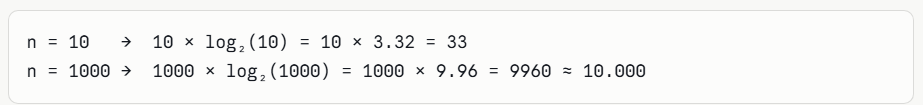 n = 10   →  10 × log₂(10) = 10 × 3.32 = 33
n = 1000 →  1000 × log₂(1000) = 1000 × 9.96 = 9960 ≈ 10.000